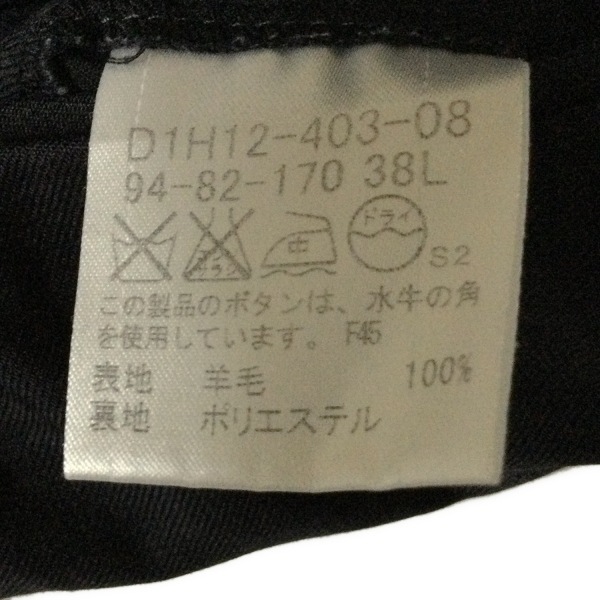 D1H12-403-08
94-82-170 38L
中 ドライ S2
この製品のボタンは、水牛の角
を使用しています。 F45
表地 羊毛 100%
裏地 ポリエステル